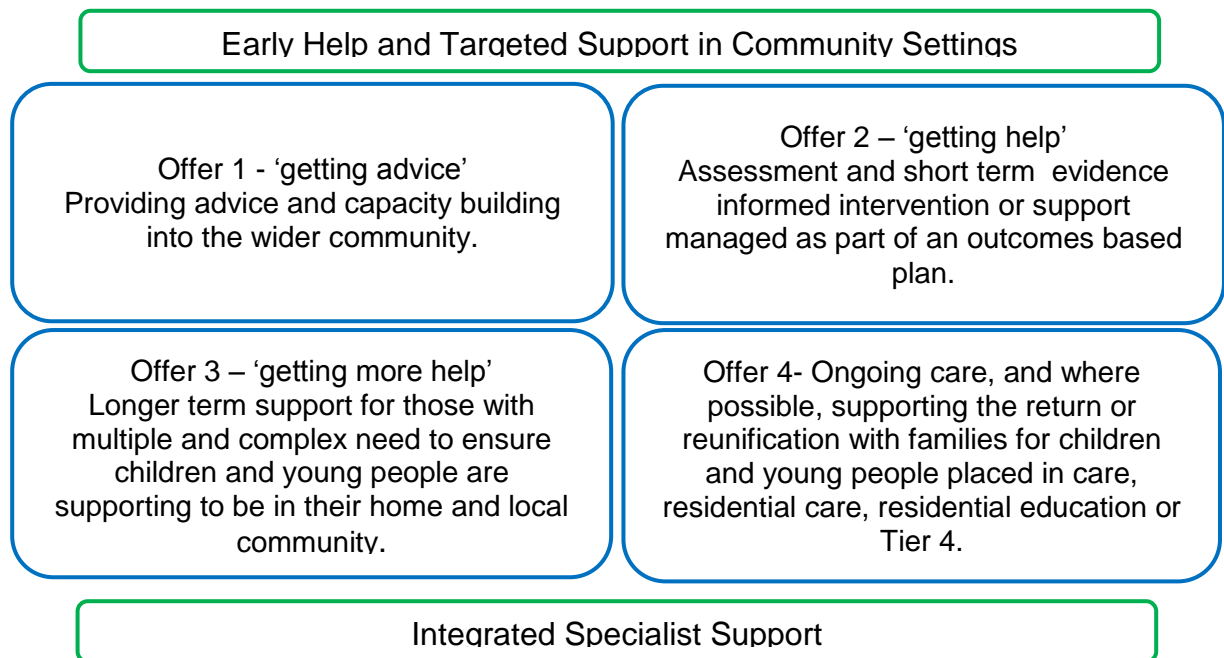 Early Help and Targeted Support in Community Settings
Offer 1 - ‘getting advice’
Providing advice and capacity building
into the wider community.
Offer 2 – ‘getting help’
Assessment and short term  evidence
informed intervention or support
managed as part of an outcomes based
plan.
Offer 3 – ‘getting more help’
Longer term support for those with
multiple and complex need to ensure
children and young people are
supporting to be in their home and local
community.
Offer 4- Ongoing care, and where
possible, supporting the return or
reunification with families for children
and young people placed in care,
residential care, residential education or
Tier 4.
Integrated Specialist Support